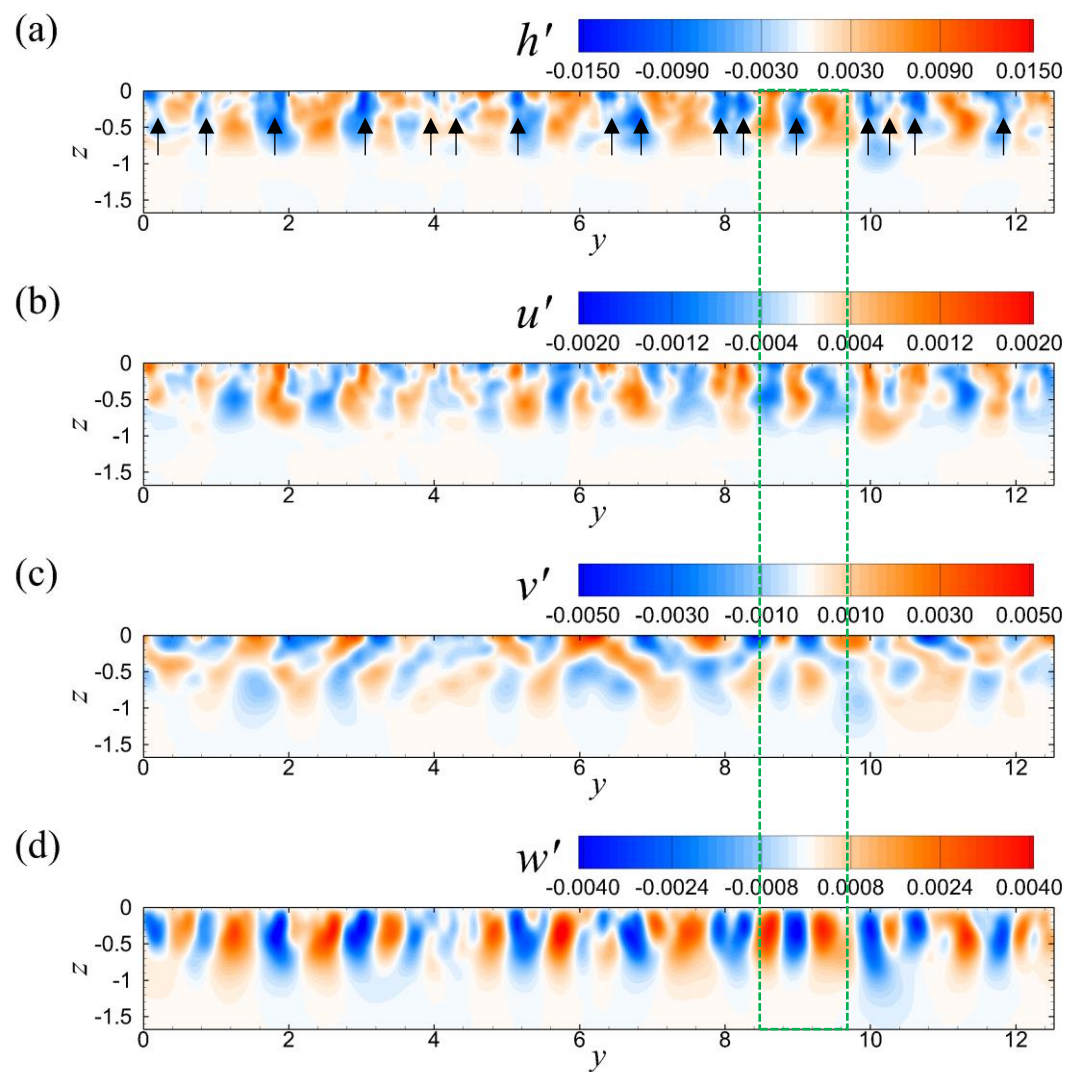 (a)
h′
-0.0150 -0.0090 -0.0030 0.0030 0.0090 0.0150
0
-0.5
-1
-1.5
z
0 2 4 6 8 10 12
y
(b)
u′
-0.0020 -0.0012 -0.0004 0.0004 0.0012 0.0020
0
-0.5
-1
-1.5
z
0 2 4 6 8 10 12
y
(c)
v′
-0.0050 -0.0030 -0.0010 0.0010 0.0030 0.0050
0
-0.5
-1
-1.5
z
0 2 4 6 8 10 12
y
(d)
w′
-0.0040 -0.0024 -0.0008 0.0008 0.0024 0.0040
0
-0.5
-1
-1.5
z
0 2 4 6 8 10 12
y